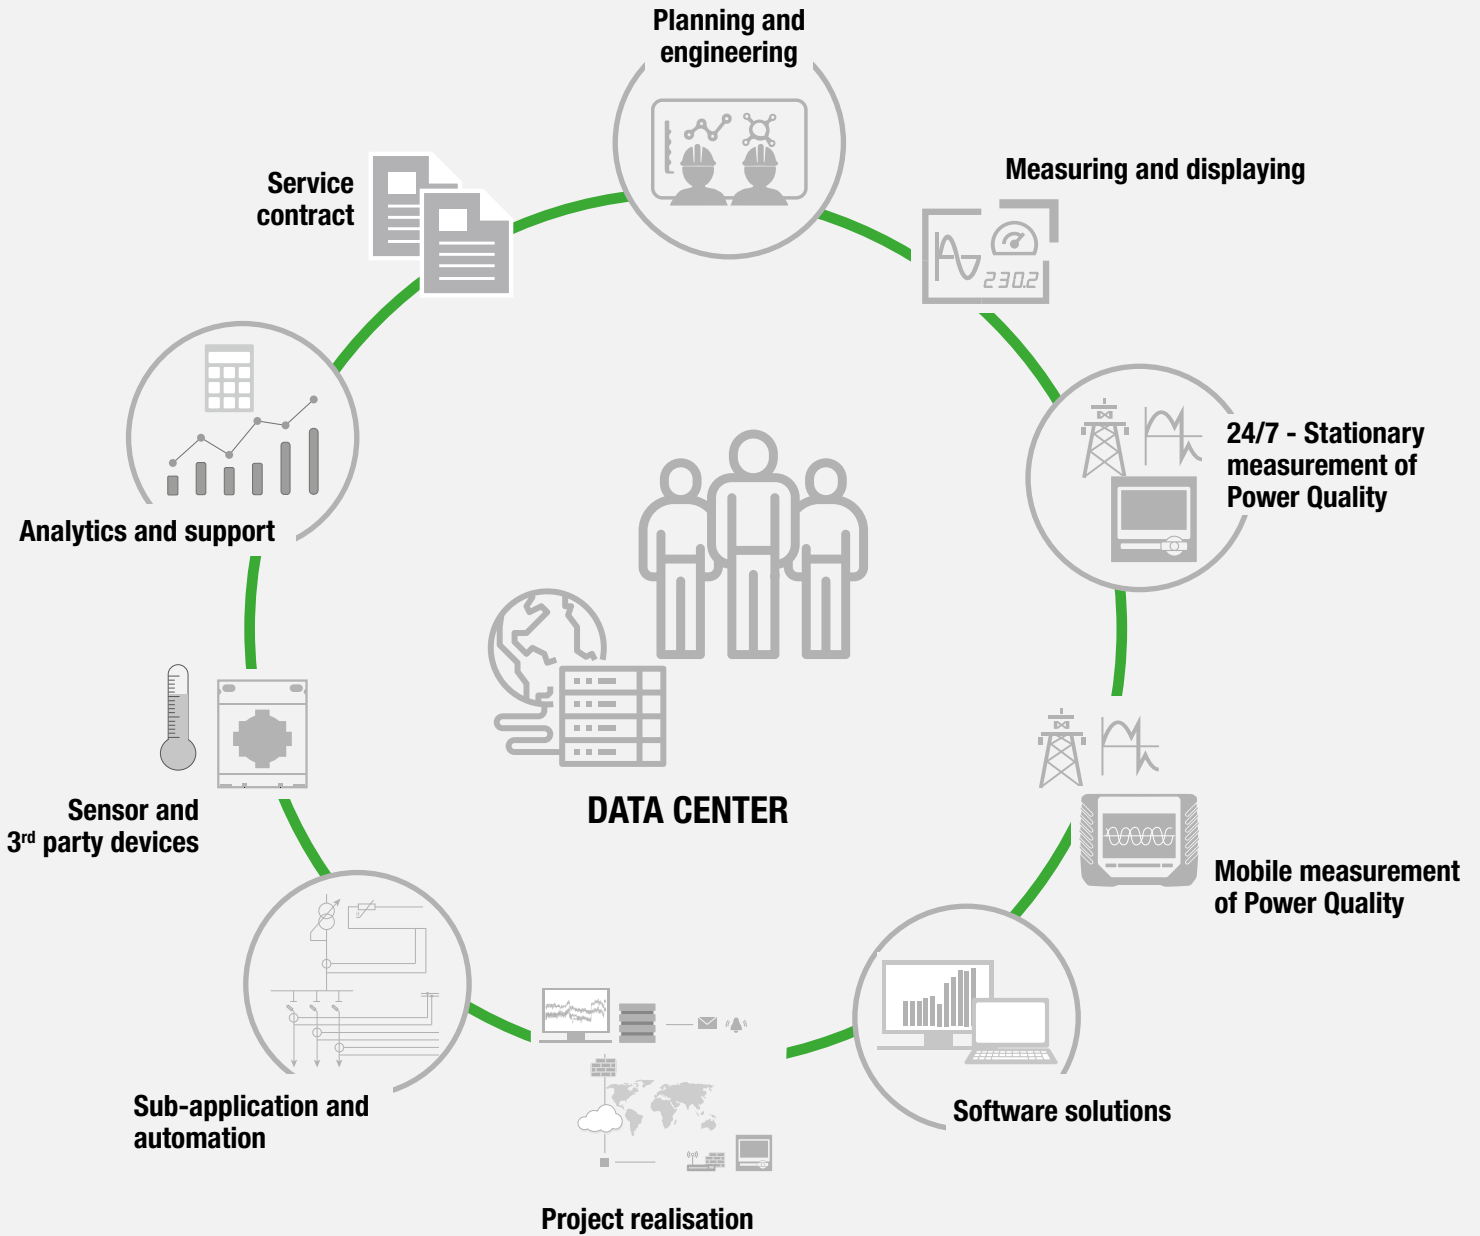 Planning and
engineering
Measuring and displaying
230.2
24/7 - Stationary
measurement of
Power Quality
Mobile measurement
of Power Quality
Software solutions
Project realisation
Sub-application and
automation
Sensor and
3rd party devices
Analytics and support
Service
contract
DATA CENTER